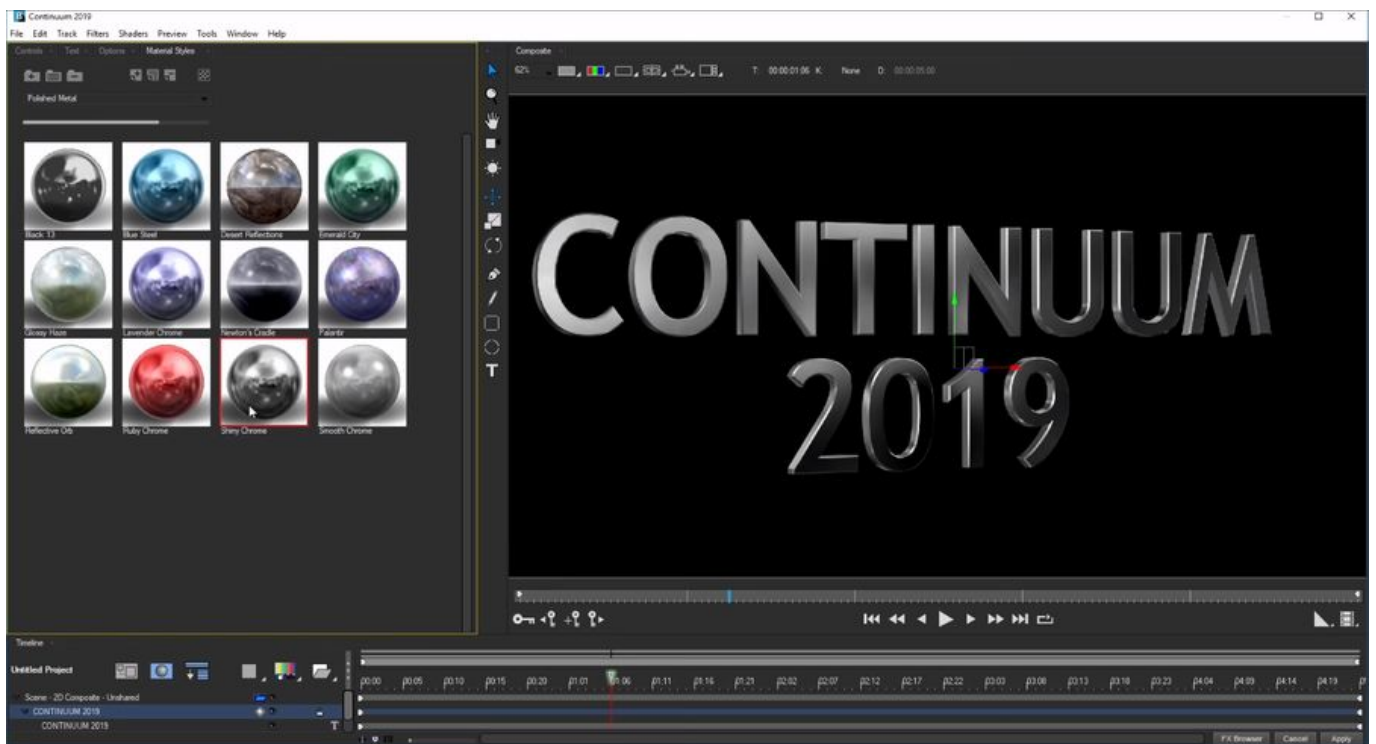 Continuum 2019
File Edit Track Filters Shaders Preview Tools Window Help
Controls Text Options Material Styles
Composite
62% T: 00:00:01:06 K: None D: 00:00:05:00
Polished Metal
Black 13 Blue Steel Desert Reflections Emerald City
Glossy Haze Lavender Chrome Newton's Cradle Palantir
Reflective Orb Ruby Chrome Shiny Chrome Smooth Chrome
CONTINUUM
2019
T
Timeline
Untitled Project
00:00 00:05 00:10 00:15 00:20 01:01 01:06 01:11 01:16 01:21 02:02 02:07 02:12 02:17 02:22 03:03 03:08 03:13 03:18 03:23 04:04 04:09 04:14 04:19
Scene - 2D Composite - Unshared
CONTINUUM 2019
CONTINUUM 2019 T
FX Browser Cancel Apply